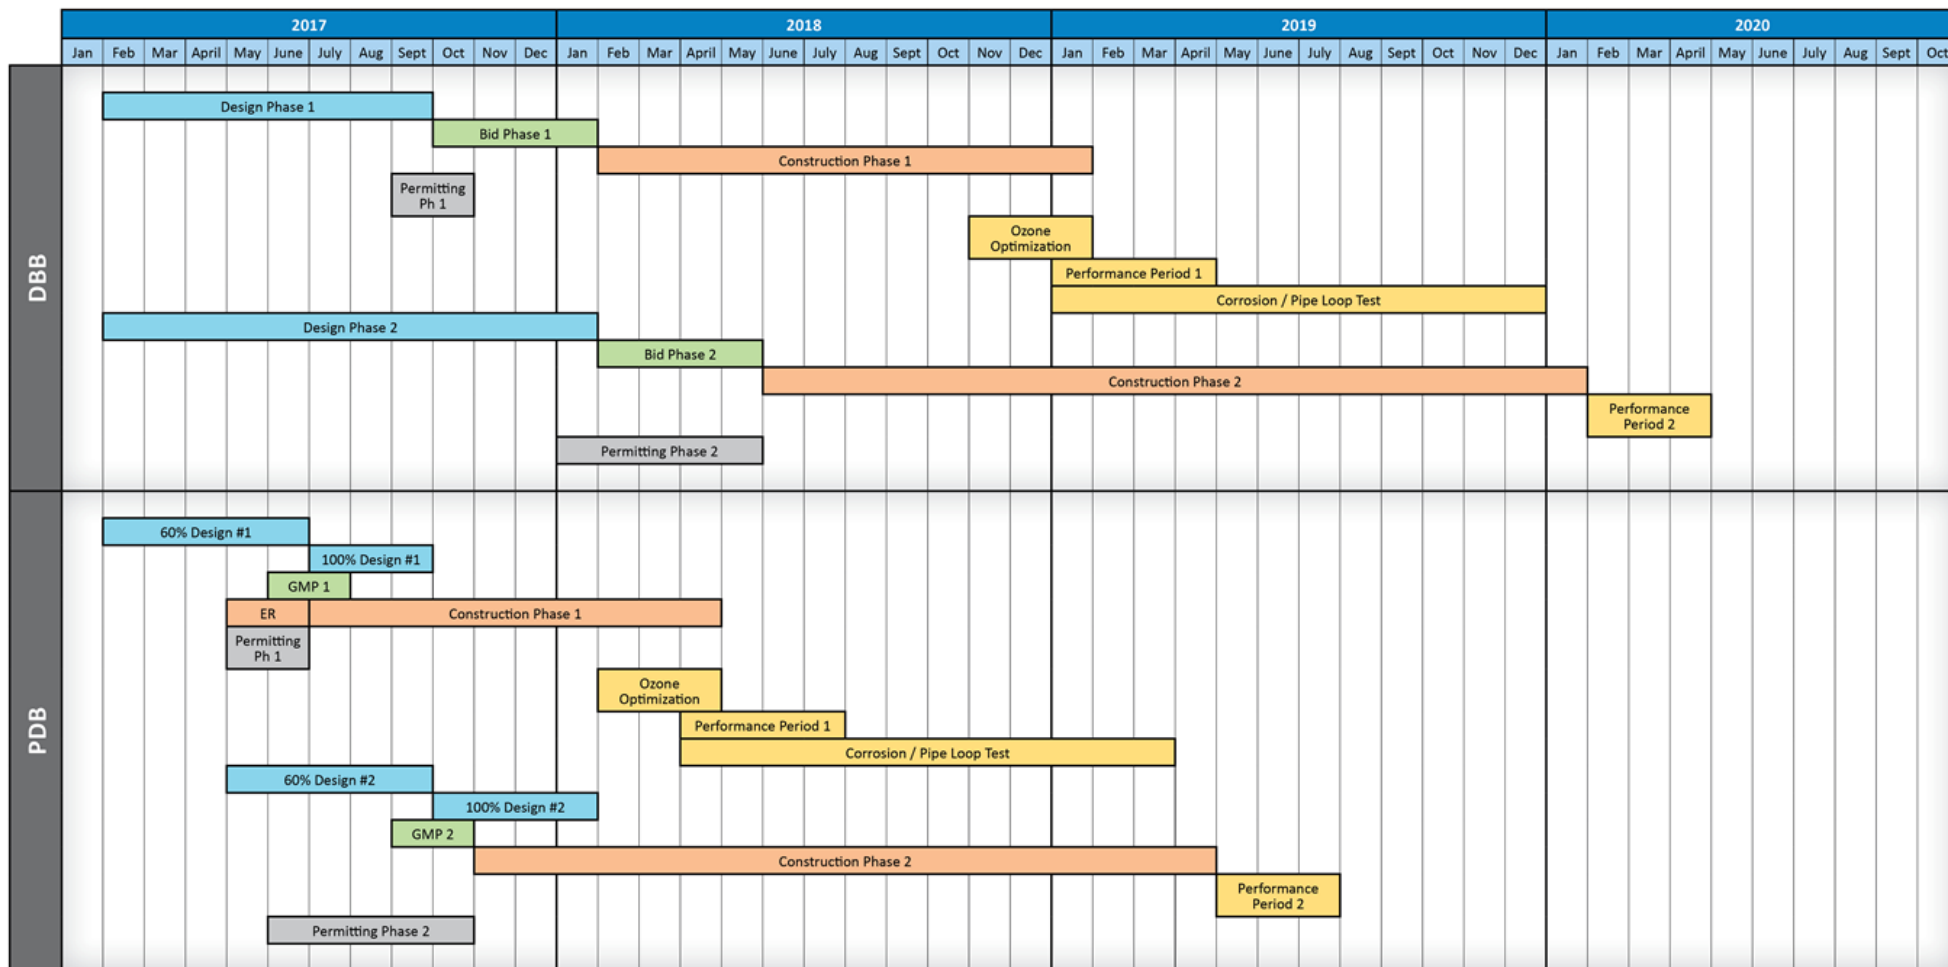 2017 2018 2019 2020
Jan Feb Mar April May June July Aug Sept Oct Nov Dec Jan Feb Mar April May June July Aug Sept Oct Nov Dec Jan Feb Mar April May June July Aug Sept Oct Nov Dec Jan Feb Mar April May June July Aug Sept Oct
DBB
Design Phase 1
Bid Phase 1
Construction Phase 1
Permitting
Ph 1
Ozone
Optimization
Performance Period 1
Corrosion / Pipe Loop Test
Design Phase 2
Bid Phase 2
Construction Phase 2
Performance
Period 2
Permitting Phase 2
PDB
60% Design #1
100% Design #1
GMP 1
ER Construction Phase 1
Permitting
Ph 1
Ozone
Optimization
Performance Period 1
Corrosion / Pipe Loop Test
60% Design #2
100% Design #2
GMP 2
Construction Phase 2
Performance
Period 2
Permitting Phase 2